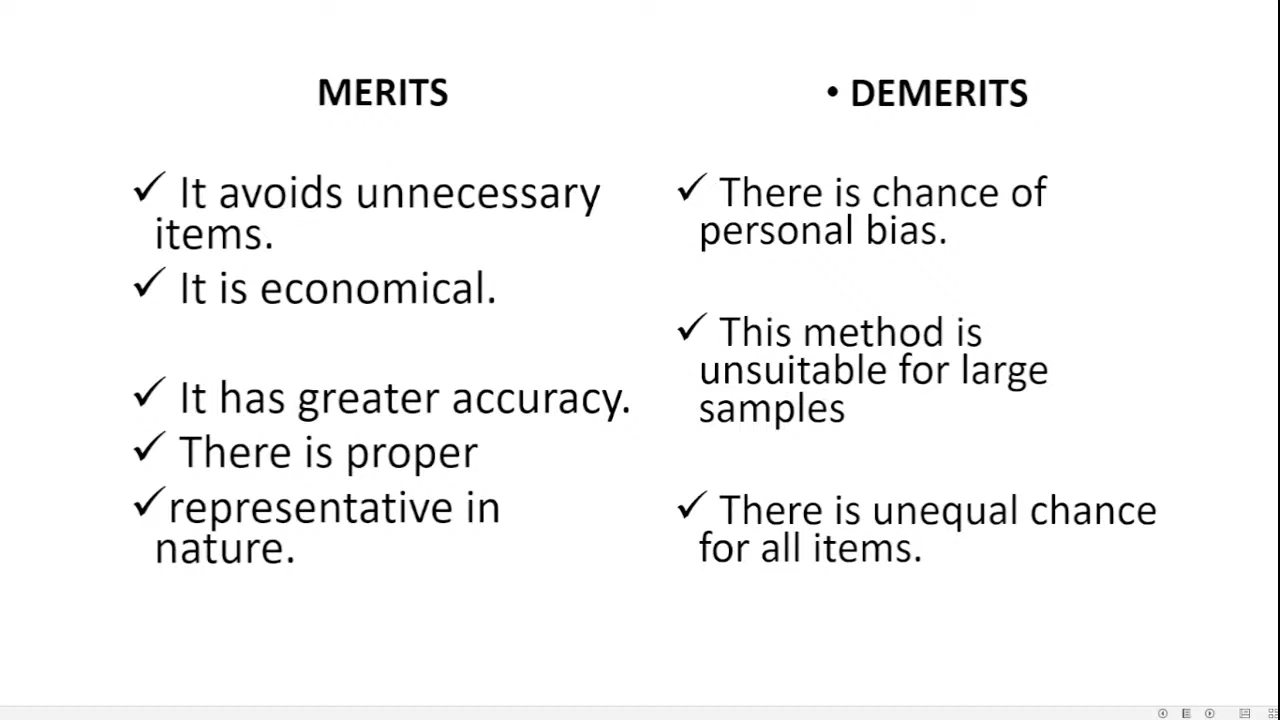 MERITS
✓ It avoids unnecessary
items.
✓ It is economical.
✓ It has greater accuracy.
✓ There is proper
✓representative in
nature.
• DEMERITS
✓ There is chance of
personal bias.
✓ This method is
unsuitable for large
samples
✓ There is unequal chance
for all items.